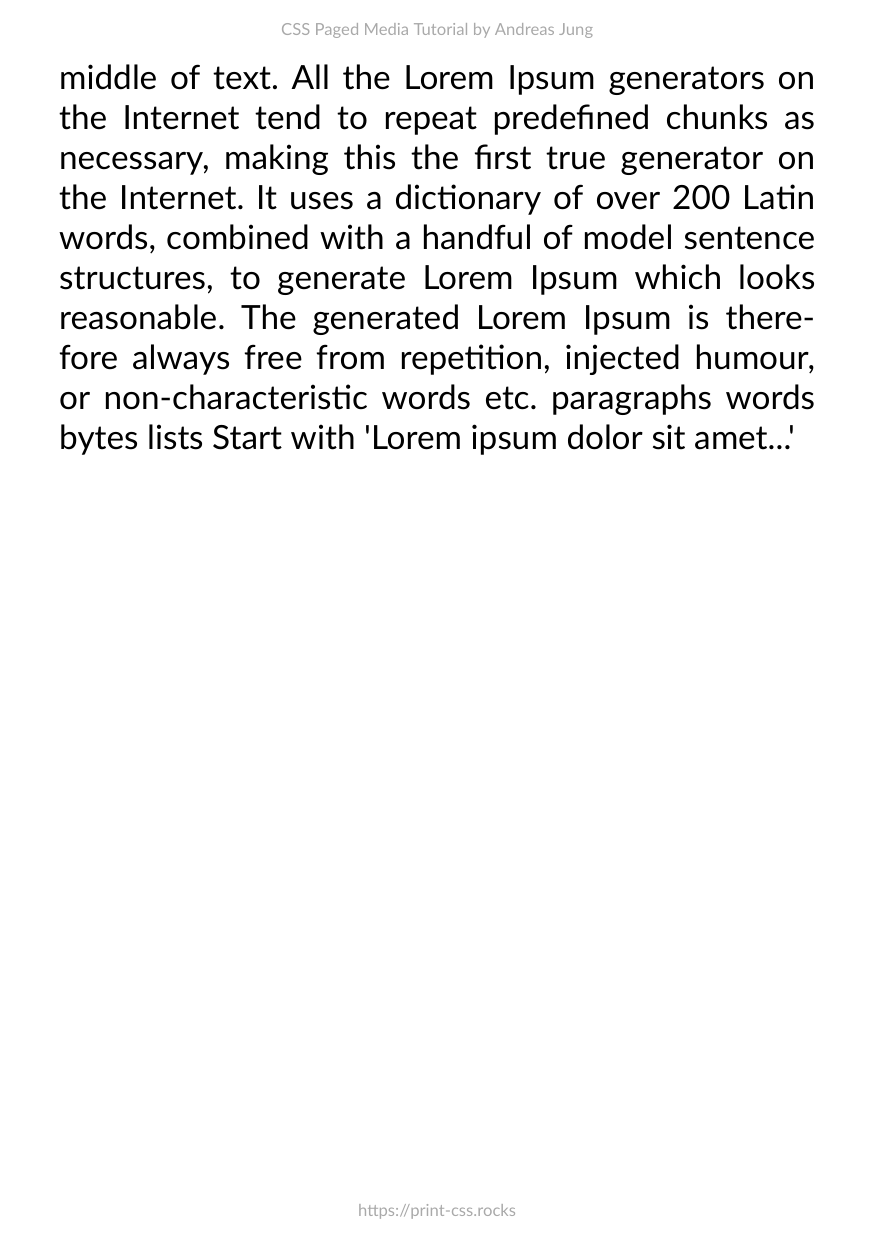 CSS Paged Media Tutorial by Andreas Jung
middle of text. All the Lorem Ipsum generators on
the Internet tend to repeat predefined chunks as
necessary, making this the first true generator on
the Internet. It uses a dictionary of over 200 Latin
words, combined with a handful of model sentence
structures, to generate Lorem Ipsum which looks
reasonable. The generated Lorem Ipsum is there-
fore always free from repetition, injected humour,
or non-characteristic words etc. paragraphs words
bytes lists Start with 'Lorem ipsum dolor sit amet...'
https://print-css.rocks